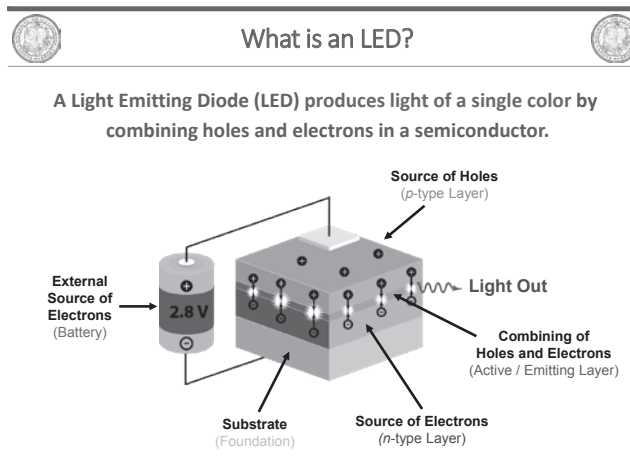 What is an LED?
A Light Emitting Diode (LED) produces light of a single color by
combining holes and electrons in a semiconductor.
Source of Holes
(p-type Layer)
External
Source of
Electrons
(Battery)
+
2.8 V
−
Light Out
Combining of
Holes and Electrons
(Active / Emitting Layer)
Substrate
(Foundation)
Source of Electrons
(n-type Layer)